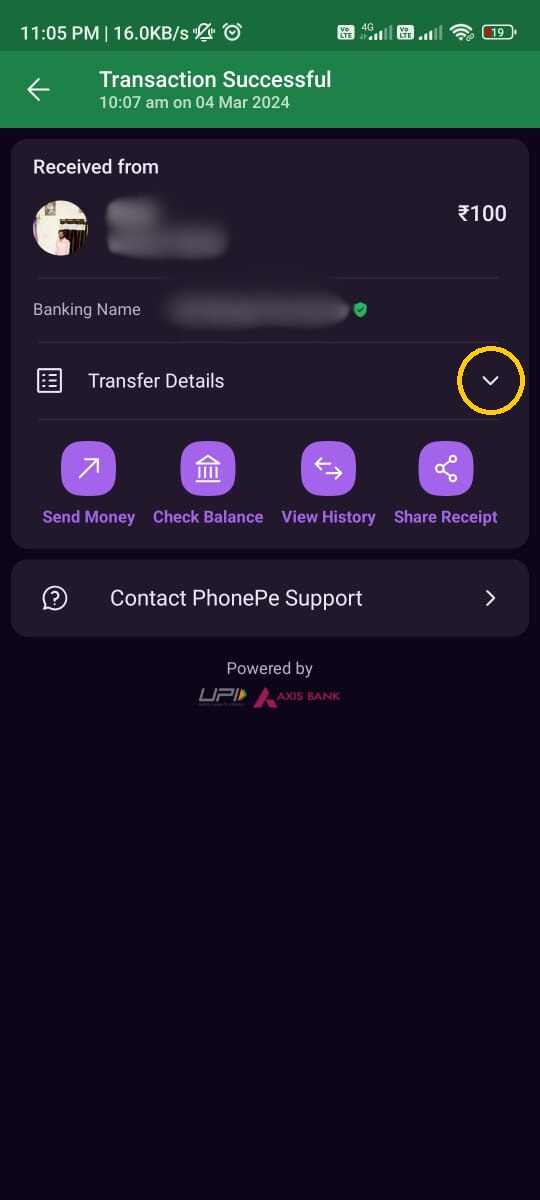 11:05 PM | 16.0KB/s
Vo LTE 4G Vo LTE 19
Transaction Successful
10:07 am on 04 Mar 2024
Received from
₹100
Banking Name
Transfer Details
Send Money Check Balance View History Share Receipt
Contact PhonePe Support
Powered by
UPI AXIS BANK